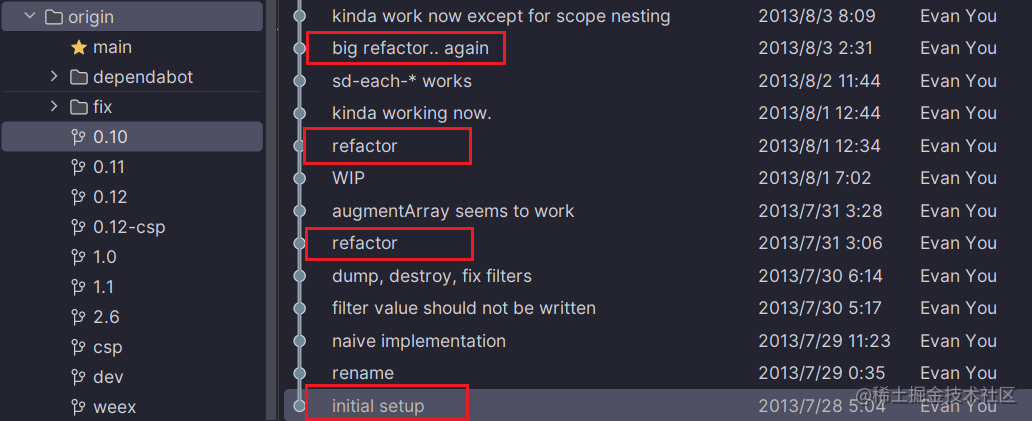 origin
main
dependabot
fix
0.10
0.11
0.12
0.12-csp
1.0
1.1
2.6
csp
dev
weex
kinda work now except for scope nesting 2013/8/3 8:09 Evan You
big refactor.. again 2013/8/3 2:31 Evan You
sd-each-* works 2013/8/2 11:44 Evan You
kinda working now. 2013/8/1 12:44 Evan You
refactor 2013/8/1 12:34 Evan You
WIP 2013/8/1 7:02 Evan You
augmentArray seems to work 2013/7/31 3:28 Evan You
refactor 2013/7/31 3:06 Evan You
dump, destroy, fix filters 2013/7/30 6:14 Evan You
filter value should not be written 2013/7/30 5:17 Evan You
naive implementation 2013/7/29 11:23 Evan You
rename 2013/7/29 0:35 Evan You
initial setup 2013/7/28 5:04 Evan You
@稀土掘金技术社区